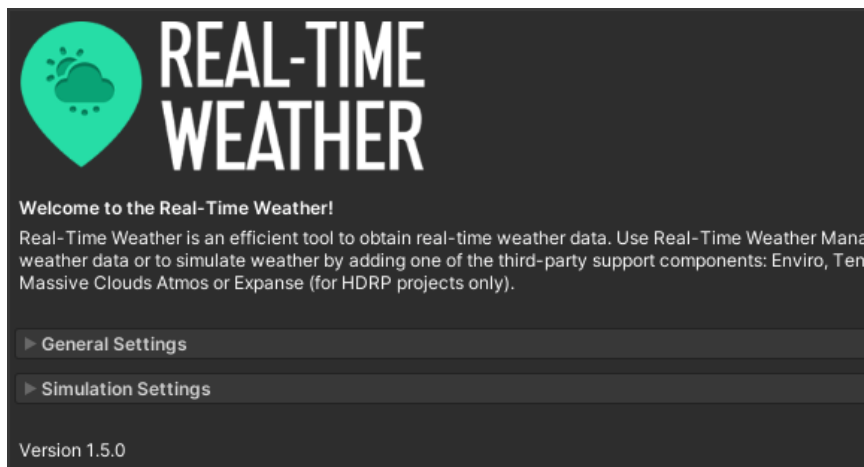 REAL-TIME
WEATHER
Welcome to the Real-Time Weather!
Real-Time Weather is an efficient tool to obtain real-time weather data. Use Real-Time Weather
weather data or to simulate weather by adding one of the third-party support components: Enviro,
Massive Clouds Atmos or Expanse (for HDRP projects only).
General Settings
Simulation Settings
Version 1.5.0